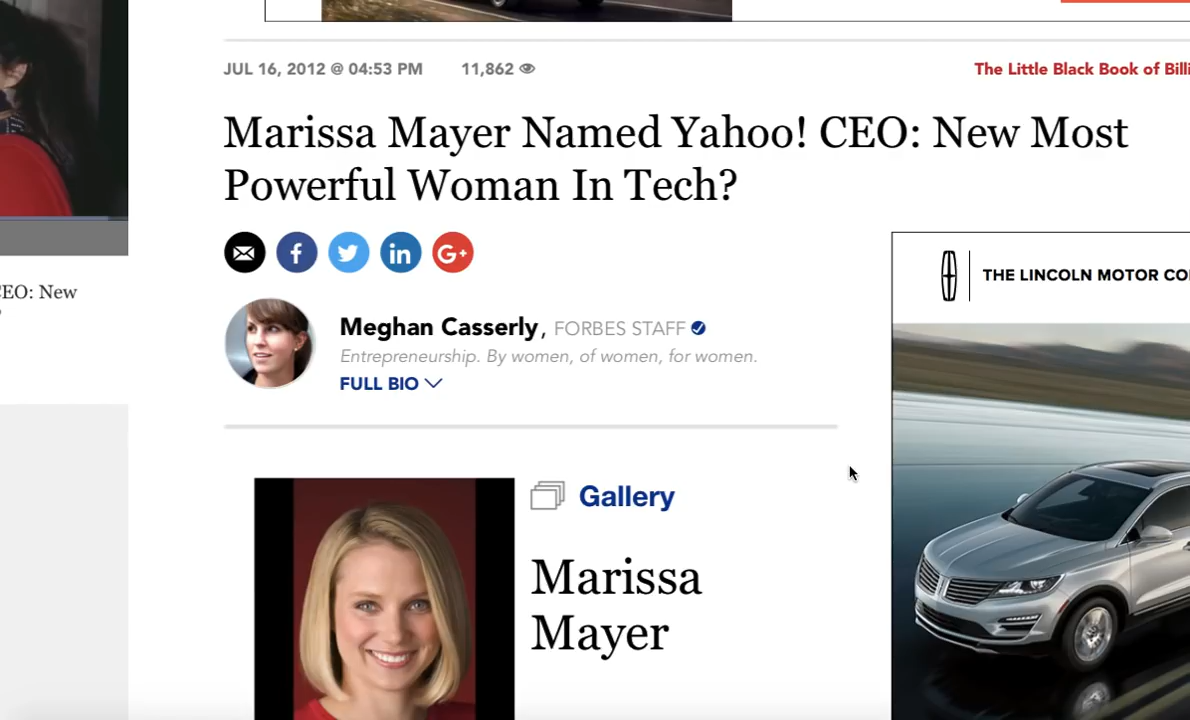 JUL 16, 2012 @ 04:53 PM 11,862
The Little Black Book of Billi
Marissa Mayer Named Yahoo! CEO: New Most
Powerful Woman In Tech?
in
G+
Meghan Casserly, FORBES STAFF
Entrepreneurship. By women, of women, for women.
FULL BIO
CEO: New
?
THE LINCOLN MOTOR CO
Gallery
Marissa
Mayer